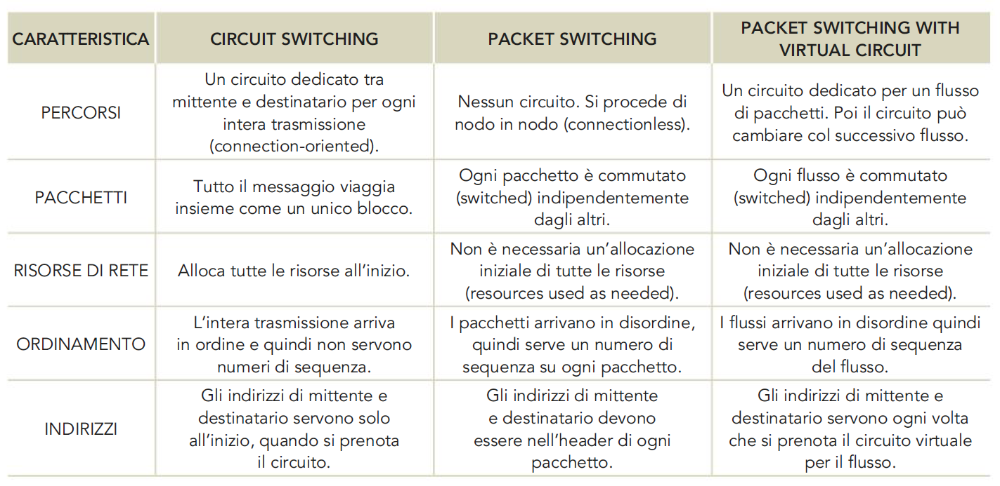 CARATTERISTICA
CIRCUIT SWITCHING
PACKET SWITCHING
PACKET SWITCHING WITH
VIRTUAL CIRCUIT
PERCORSI
Un circuito dedicato tra
mittente e destinatario per ogni
intera trasmissione
(connection-oriented).
Nessun circuito. Si procede di
nodo in nodo (connectionless).
Un circuito dedicato per un flusso
di pacchetti. Poi il circuito può
cambiare col successivo flusso.
PACCHETTI
Tutto il messaggio viaggia
insieme come un unico blocco.
Ogni pacchetto è commutato
(switched) indipendentemente
dagli altri.
Ogni flusso è commutato
(switched) indipendentemente
dagli altri.
RISORSE DI RETE
Alloca tutte le risorse all’inizio.
Non è necessaria un’allocazione
iniziale di tutte le risorse
(resources used as needed).
Non è necessaria un’allocazione
iniziale di tutte le risorse
(resources used as needed).
ORDINAMENTO
L’intera trasmissione arriva
in ordine e quindi non servono
numeri di sequenza.
I pacchetti arrivano in disordine,
quindi serve un numero di
sequenza su ogni pacchetto.
I flussi arrivano in disordine quindi
serve un numero di sequenza
del flusso.
INDIRIZZI
Gli indirizzi di mittente e
destinatario servono solo
all’inizio, quando si prenota
il circuito.
Gli indirizzi di mittente
e destinatario devono
essere nell’header di ogni
pacchetto.
Gli indirizzi di mittente e
destinatario servono ogni volta
che si prenota il circuito virtuale
per il flusso.